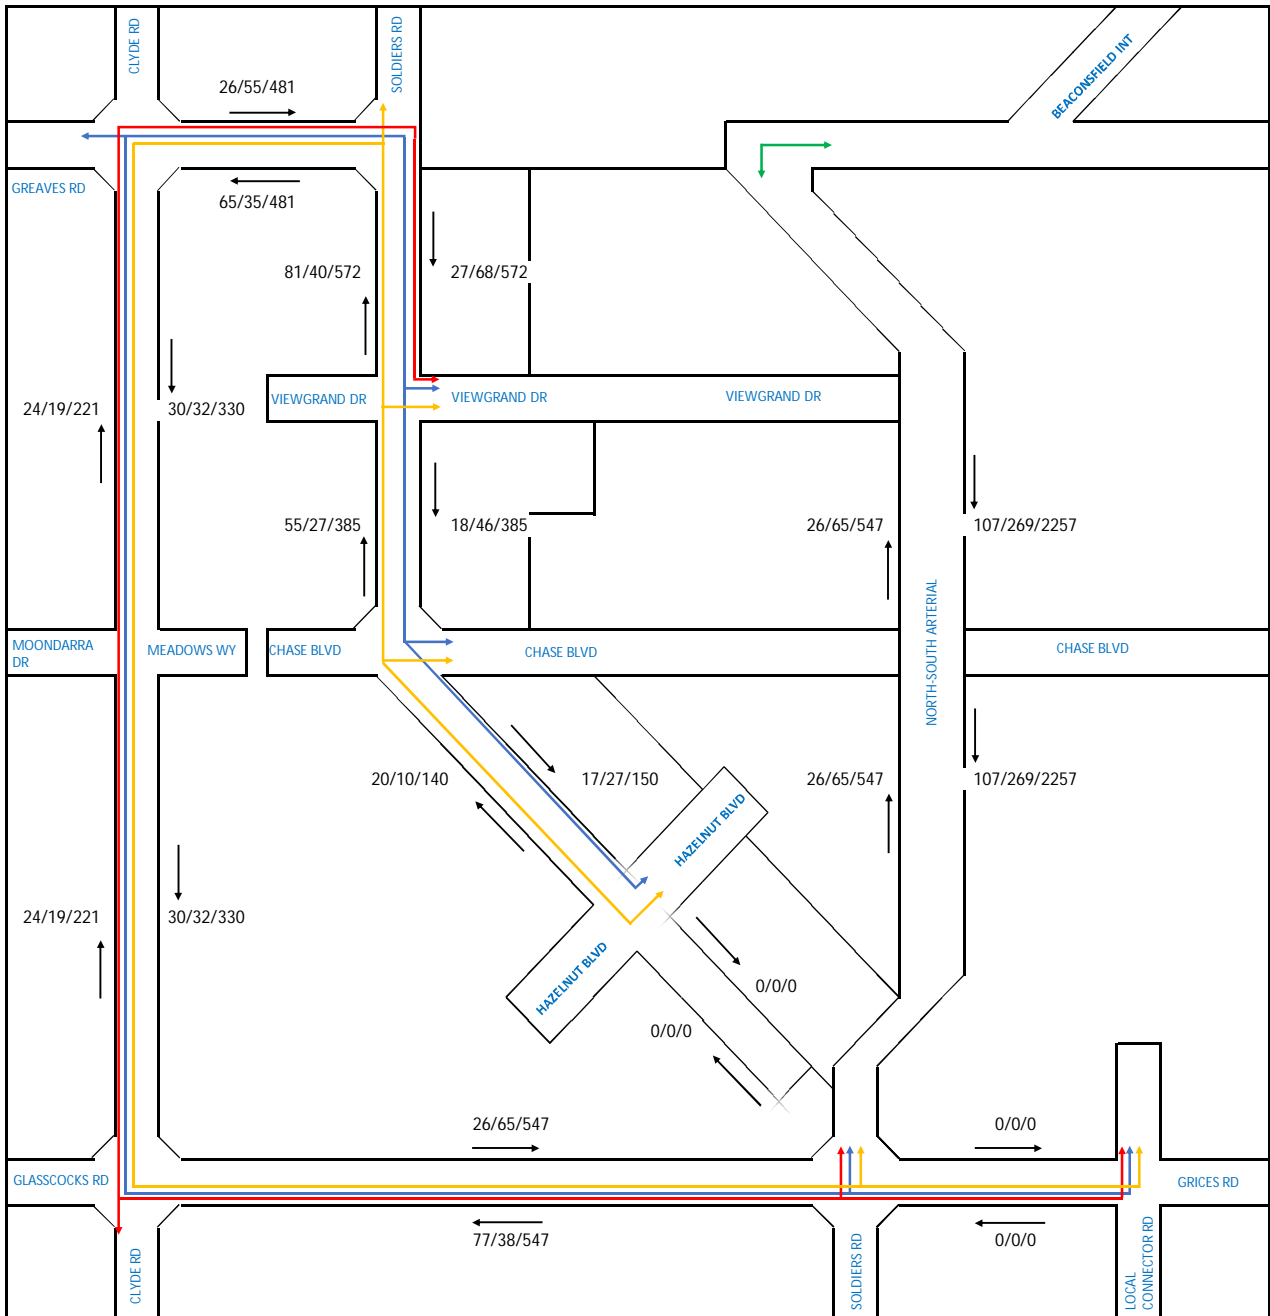 CLYDE RD
SOLDIERS RD
BEACONSFIELD INT
26/55/481
GREAVES RD
65/35/481
81/40/572
27/68/572
24/19/221
30/32/330
VIEWGRAND DR
VIEWGRAND DR
VIEWGRAND DR
55/27/385
18/46/385
26/65/547
107/269/2257
NORTH-SOUTH ARTERIAL
MOONDARRA
DR
MEADOWS WY
CHASE BLVD
CHASE BLVD
CHASE BLVD
20/10/140
17/27/150
26/65/547
107/269/2257
HAZELNUT BLVD
24/19/221
30/32/330
HAZELNUT BLVD
0/0/0
0/0/0
26/65/547
0/0/0
GLASSCOCKS RD
GRICES RD
77/38/547
0/0/0
CLYDE RD
SOLDIERS RD
LOCAL
CONNECTOR RD